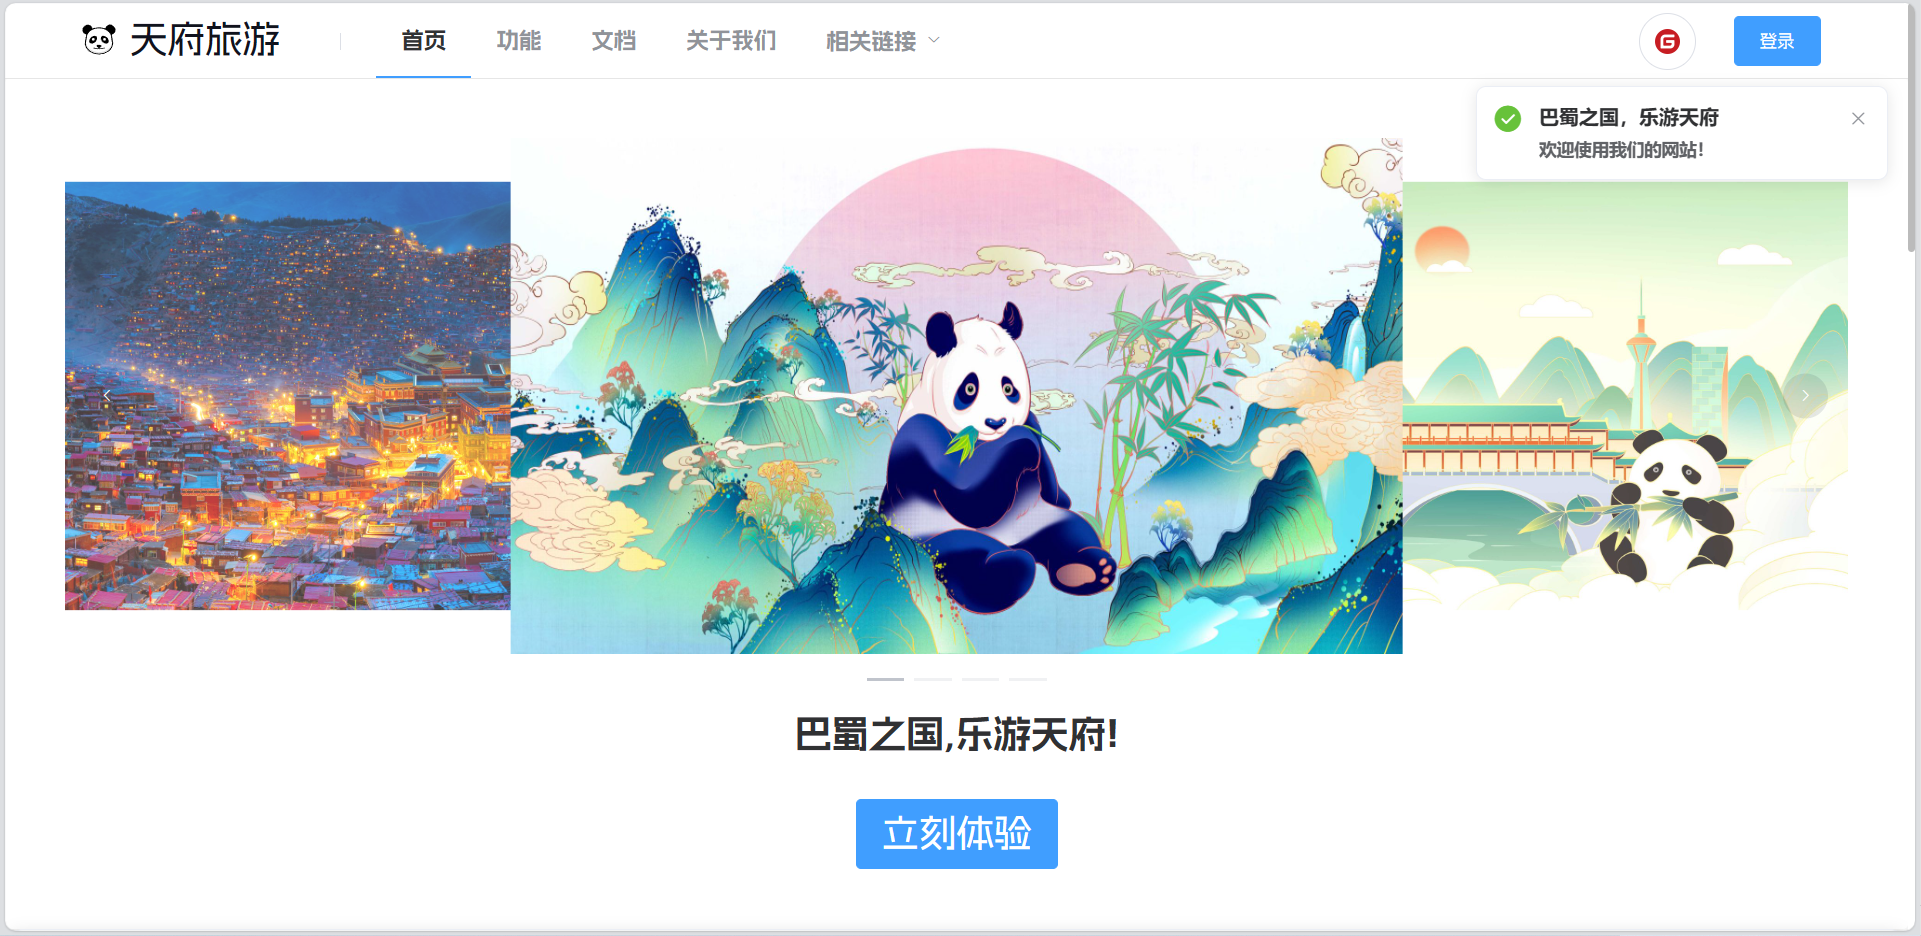 天府旅游
首页
功能
文档
关于我们
相关链接
登录
巴蜀之国，乐游天府
欢迎使用我们的网站！
巴蜀之国,乐游天府!
立刻体验